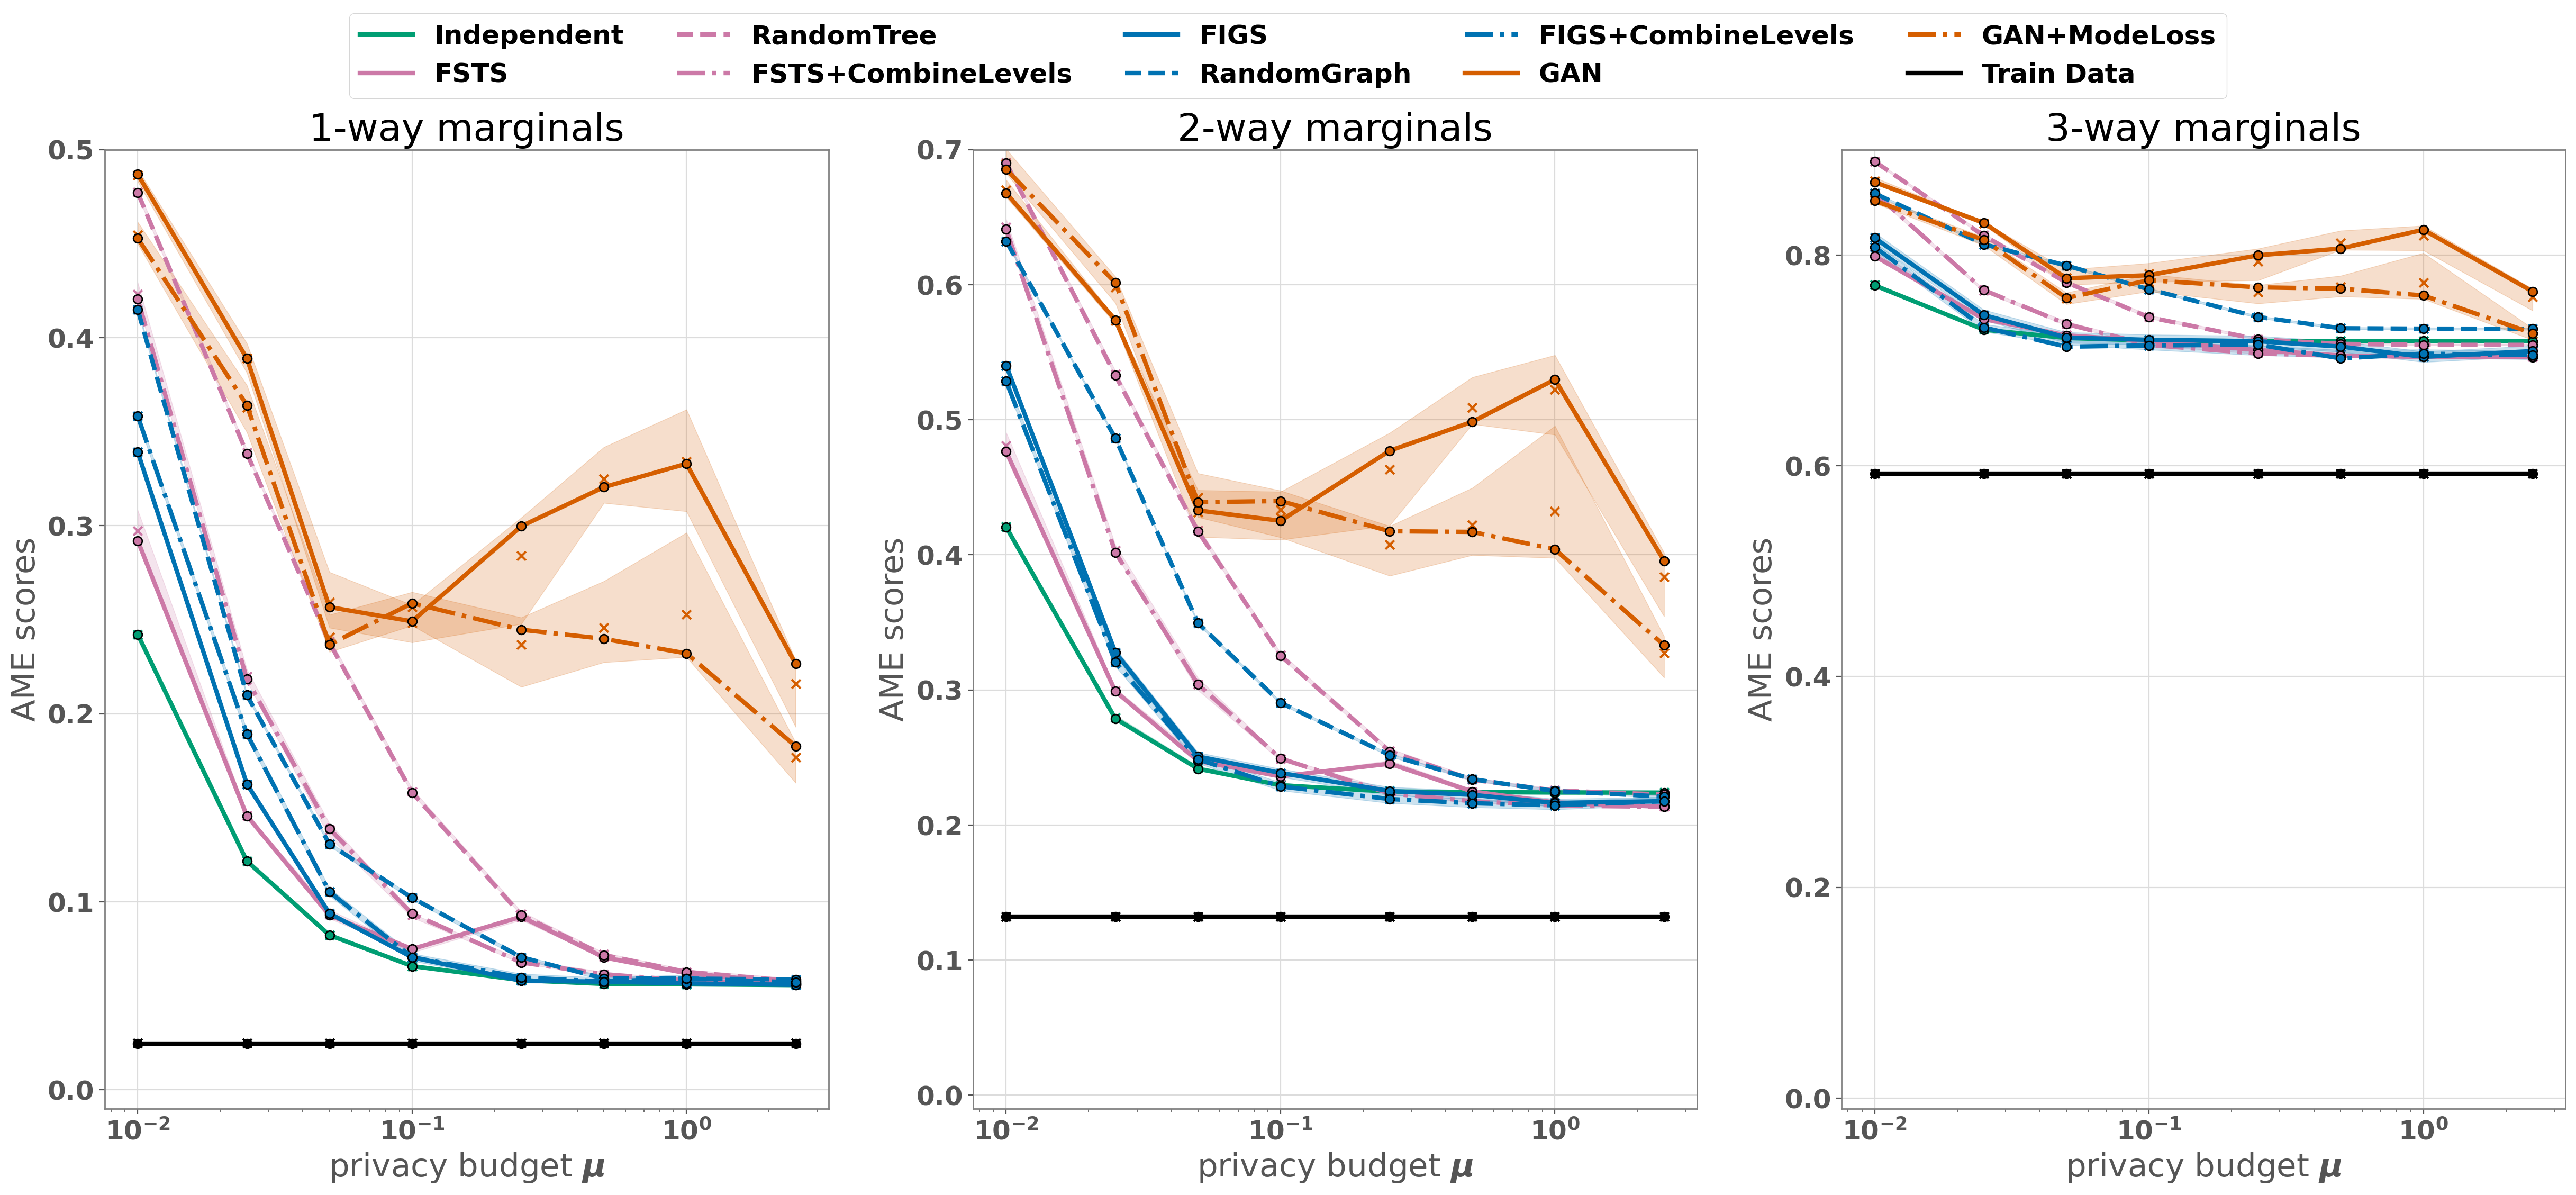 Independent RandomTree FIGS FIGS+CombineLevels GAN+ModeLoss
FSTS FSTS+CombineLevels RandomGraph GAN Train Data
1-way marginals
0.5
0.4
0.3
0.2
0.1
0.0
AME scores
10⁻² 10⁻¹ 10⁰
privacy budget μ
2-way marginals
0.7
0.6
0.5
0.4
0.3
0.2
0.1
0.0
AME scores
10⁻² 10⁻¹ 10⁰
privacy budget μ
3-way marginals
0.8
0.6
0.4
0.2
0.0
AME scores
10⁻² 10⁻¹ 10⁰
privacy budget μ